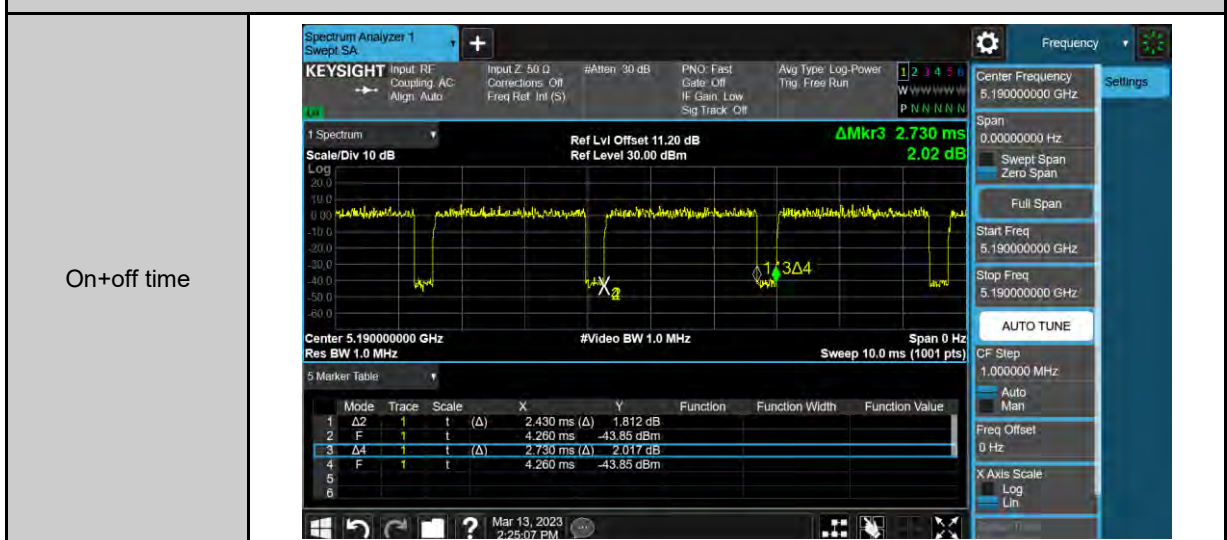 On+off time
Spectrum Analyzer 1
Swept SA
+
Frequency
KEYSIGHT
Input: RF
Coupling: AC
Align: Auto
Input Z: 50 Ω
Corrections: Off
Freq Ref: Int (S)
#Atten: 30 dB
PNO: Fast
Gate: Off
IF Gain: Low
Sig Track: Off
Avg Type: Log-Power
Trig: Free Run
1 2 3 4 5 6
W W W W W W
P N N N N N
Settings
1 Spectrum
Scale/Div 10 dB
Ref Lvl Offset 11.20 dB
Ref Level 30.00 dBm
ΔMkr3 2.730 ms
2.02 dB
Log
20.0
10.0
0.00
-10.0
-20.0
-30.0
-40.0
-50.0
-60.0
3Δ4
Center 5.190000000 GHz
Res BW 1.0 MHz
#Video BW 1.0 MHz
Span 0 Hz
Sweep 10.0 ms (1001 pts)
5 Marker Table
Mode Trace Scale X Y Function Function Width Function Value
1 Δ2 1 t (Δ) 2.430 ms (Δ) 1.812 dB
2 F 1 t 4.260 ms -43.85 dBm
3 Δ4 1 t (Δ) 2.730 ms (Δ) 2.017 dB
4 F 1 t 4.260 ms -43.85 dBm
5
6
Center Frequency
5.190000000 GHz
Span
0.00000000 Hz
Swept Span
Zero Span
Full Span
Start Freq
5.190000000 GHz
Stop Freq
5.190000000 GHz
AUTO TUNE
CF Step
1.000000 MHz
Auto
Man
Freq Offset
0 Hz
X Axis Scale
Log
Lin
?
Mar 13, 2023
2:25:07 PM